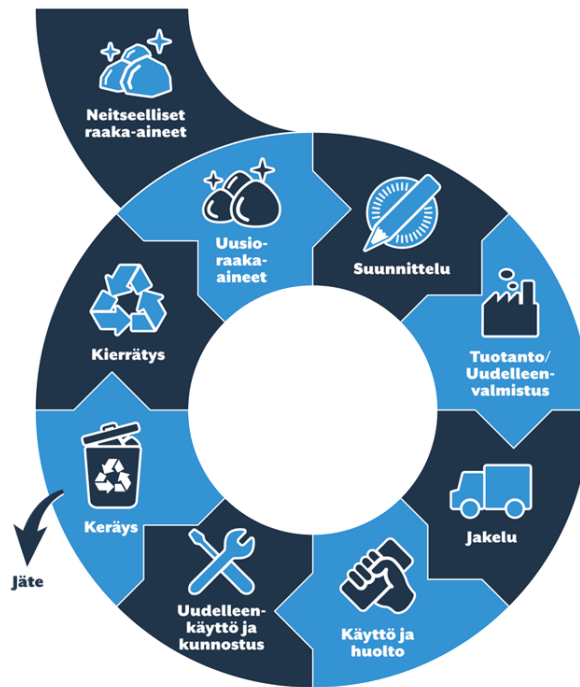 Neitseelliset
raaka-aineet
Uusio-
raaka-
aineet
Suunnittelu
Tuotanto/
Uudelleen-
valmistus
Jakelu
Käyttö ja
huolto
Uudelleen-
käyttö ja
kunnostus
Keräys
Jäte
Kierrätys